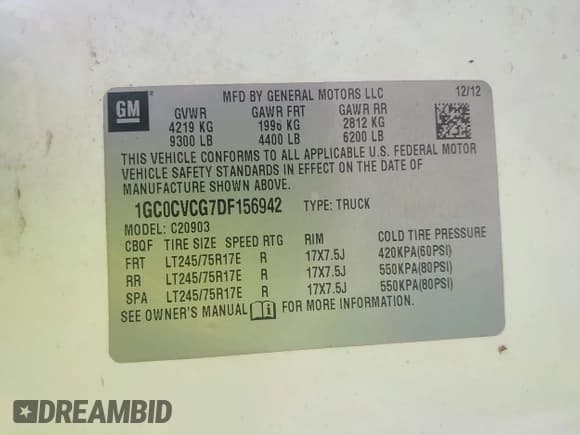 GM
MFD BY GENERAL MOTORS LLC 12/12
GVWR GAWR FRT GAWR RR
4219 KG 1996 KG 2812 KG
9300 LB 4400 LB 6200 LB
THIS VEHICLE CONFORMS TO ALL APPLICABLE U.S. FEDERAL MOTOR
VEHICLE SAFETY STANDARDS IN EFFECT ON THE DATE OF
MANUFACTURE SHOWN ABOVE.
1GC0CVCG7DF156942 TYPE: TRUCK
MODEL: C20903
CBQF TIRE SIZE SPEED RTG RIM COLD TIRE PRESSURE
FRT LT245/75R17E R 17X7.5J 420KPA(60PSI)
RR LT245/75R17E R 17X7.5J 550KPA(80PSI)
SPA LT245/75R17E R 17X7.5J 550KPA(80PSI)
SEE OWNER'S MANUAL FOR MORE INFORMATION.
DREAMBID